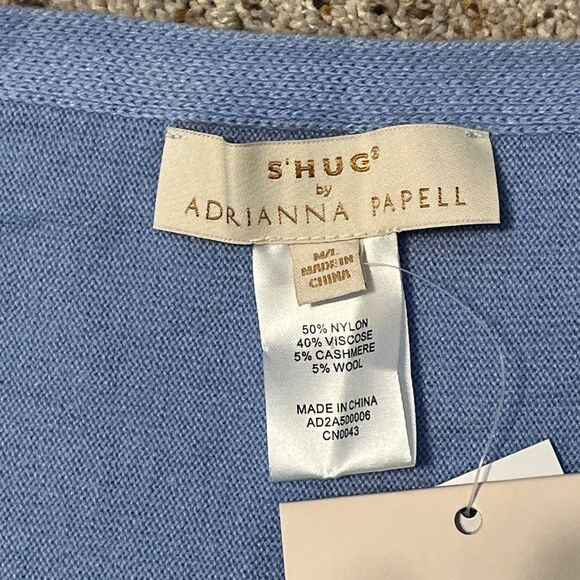 S'HUG®
by
ADRIANNA PAPELL
M/L
MADE IN
CHINA
50% NYLON
40% VISCOSE
5% CASHMERE
5% WOOL
MADE IN CHINA
AD2A500006
CN0043